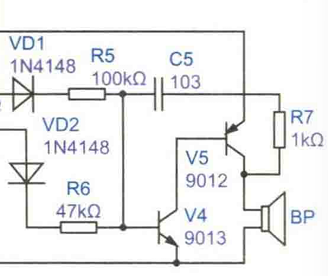 VD1
1N4148
R5
100kΩ
C5
103
R7
1kΩ
VD2
1N4148
V5
9012
R6
47kΩ
V4
9013
BP